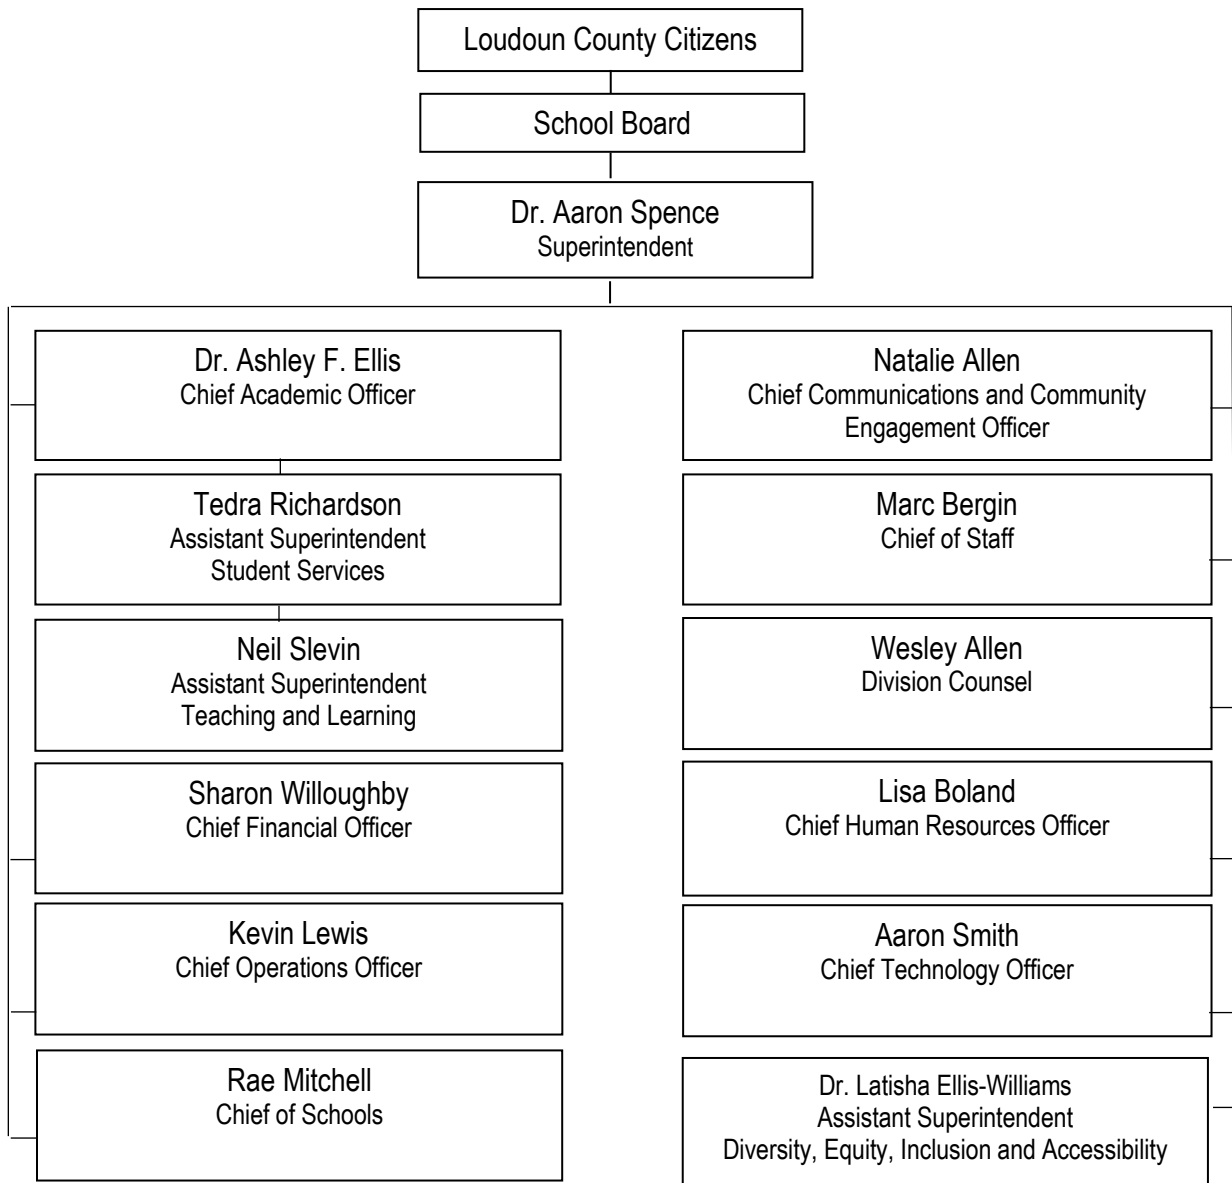 Loudoun County Citizens
School Board
Dr. Aaron Spence
Superintendent
Dr. Ashley F. Ellis
Chief Academic Officer
Tedra Richardson
Assistant Superintendent
Student Services
Neil Slevin
Assistant Superintendent
Teaching and Learning
Sharon Willoughby
Chief Financial Officer
Kevin Lewis
Chief Operations Officer
Rae Mitchell
Chief of Schools
Natalie Allen
Chief Communications and Community
Engagement Officer
Marc Bergin
Chief of Staff
Wesley Allen
Division Counsel
Lisa Boland
Chief Human Resources Officer
Aaron Smith
Chief Technology Officer
Dr. Latisha Ellis-Williams
Assistant Superintendent
Diversity, Equity, Inclusion and Accessibility